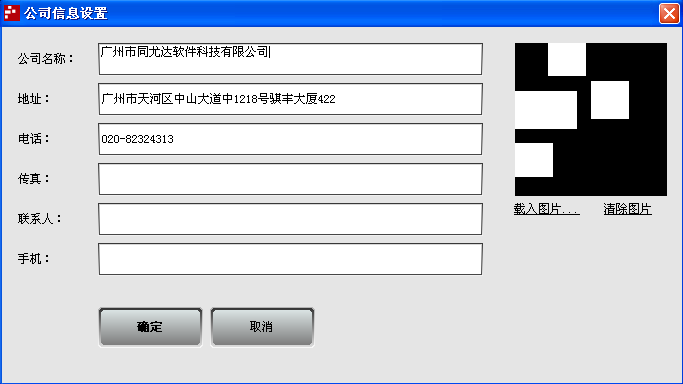 公司信息设置
公司名称：
广州市同尤达软件科技有限公司
地址：
广州市天河区中山大道中1218号骐丰大厦422
电话：
020-82324313
传真：
联系人：
手机：
载入图片... 清除图片
确定 取消